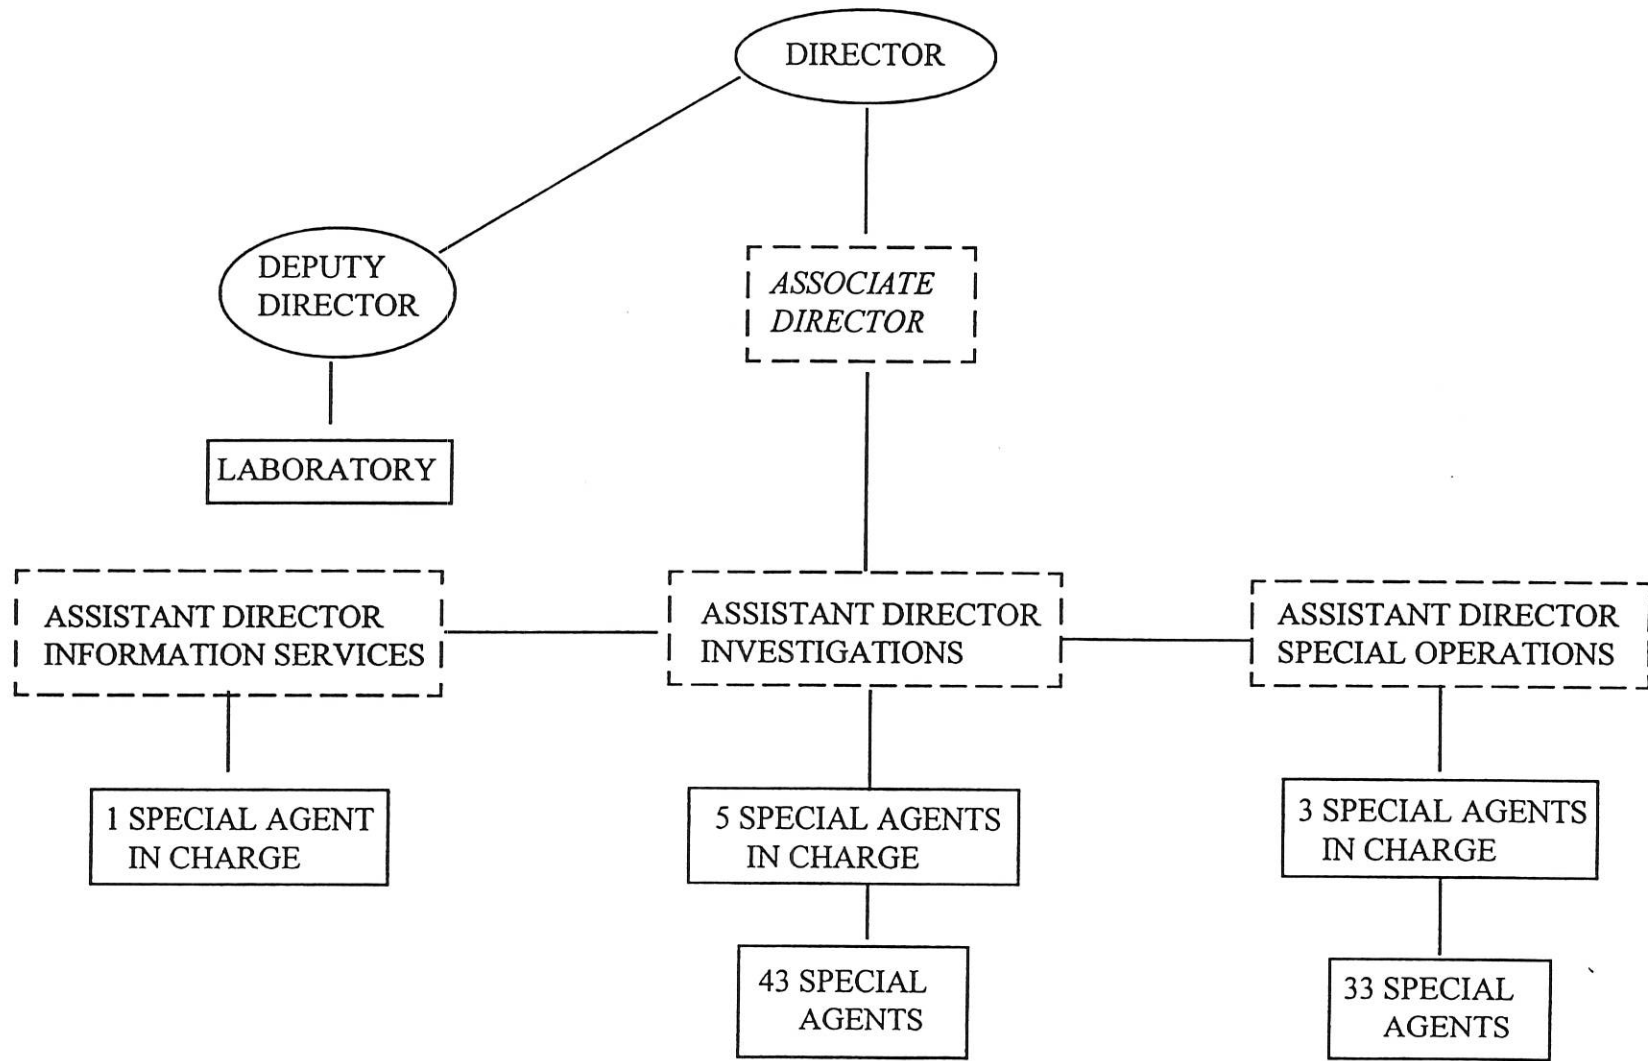 DIRECTOR
DEPUTY
DIRECTOR
ASSOCIATE
DIRECTOR
LABORATORY
ASSISTANT DIRECTOR
INFORMATION SERVICES
ASSISTANT DIRECTOR
INVESTIGATIONS
ASSISTANT DIRECTOR
SPECIAL OPERATIONS
1 SPECIAL AGENT
IN CHARGE
5 SPECIAL AGENTS
IN CHARGE
3 SPECIAL AGENTS
IN CHARGE
43 SPECIAL
AGENTS
33 SPECIAL
AGENTS